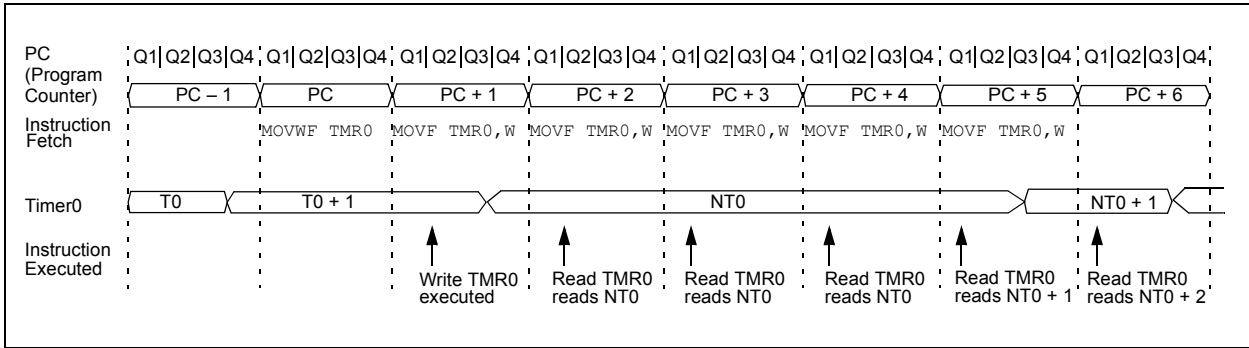 PC
(Program
Counter)
Q1 Q2 Q3 Q4 Q1 Q2 Q3 Q4 Q1 Q2 Q3 Q4 Q1 Q2 Q3 Q4 Q1 Q2 Q3 Q4 Q1 Q2 Q3 Q4 Q1 Q2 Q3 Q4 Q1 Q2 Q3 Q4
PC – 1 PC PC + 1 PC + 2 PC + 3 PC + 4 PC + 5 PC + 6
Instruction
Fetch
MOVWF TMR0 MOVF TMR0,W MOVF TMR0,W MOVF TMR0,W MOVF TMR0,W MOVF TMR0,W
Timer0
T0 T0 + 1 NT0 NT0 + 1
Instruction
Executed
Write TMR0
executed
Read TMR0
reads NT0
Read TMR0
reads NT0
Read TMR0
reads NT0
Read TMR0
reads NT0 + 1
Read TMR0
reads NT0 + 2